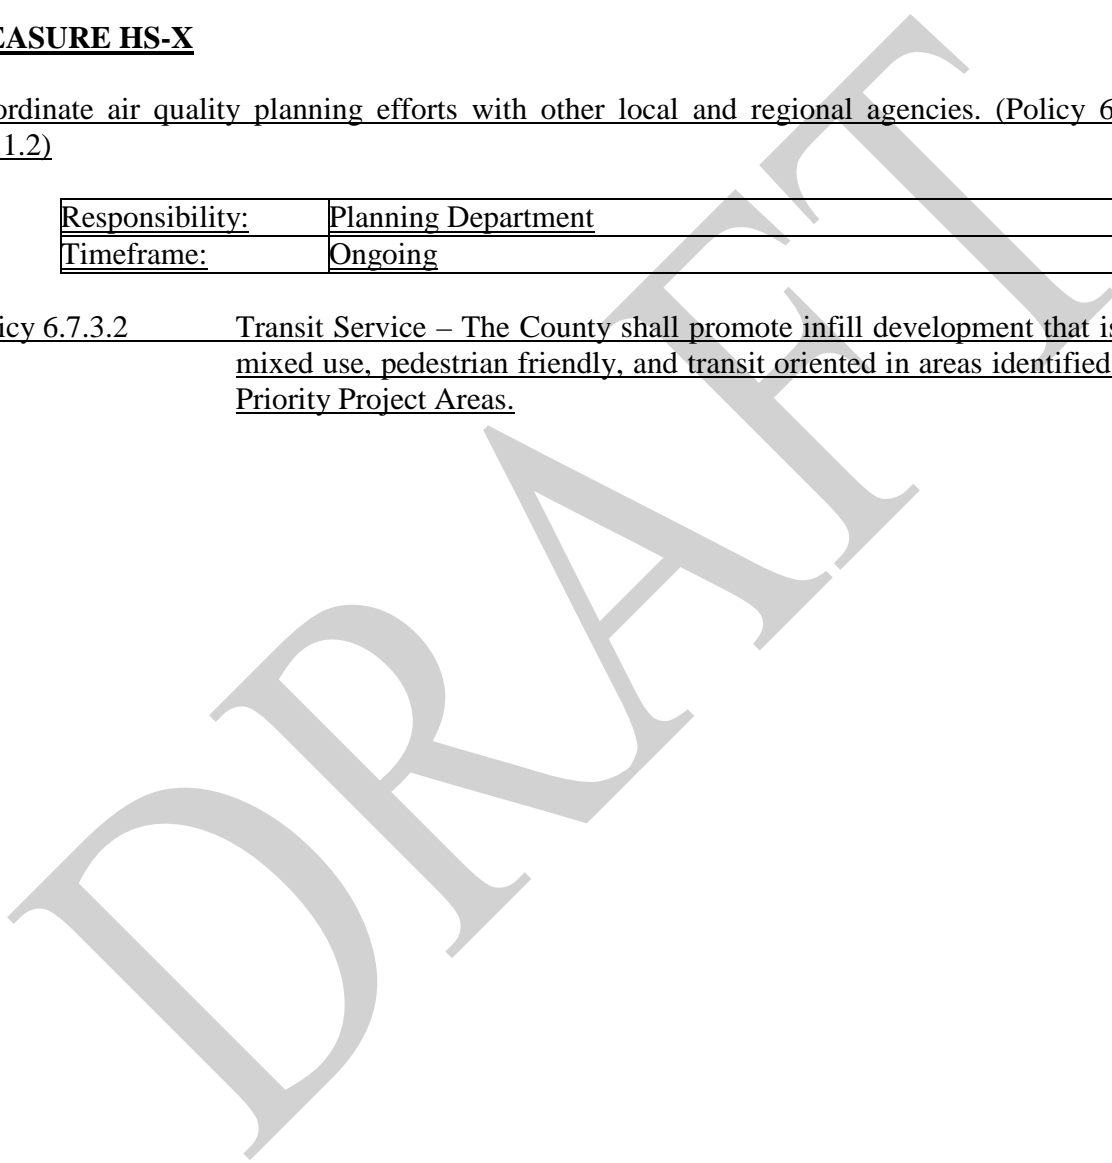 EASURE HS-X
ordinate air quality planning efforts with other local and regional agencies. (Policy 6
1.2)
Responsibility: Planning Department
Timeframe: Ongoing
icy 6.7.3.2 Transit Service – The County shall promote infill development that is
mixed use, pedestrian friendly, and transit oriented in areas identified
Priority Project Areas.
DRAFT